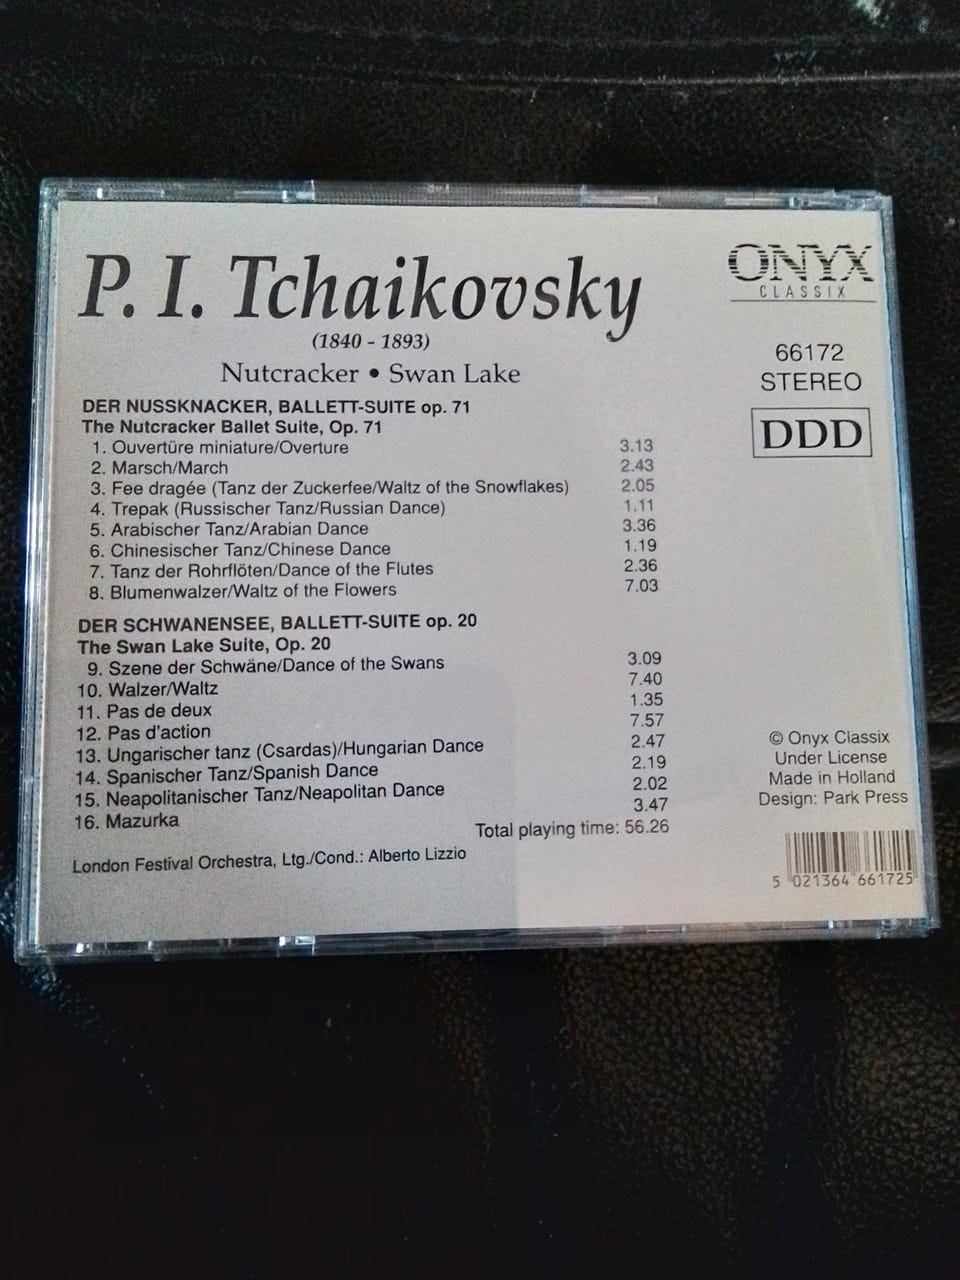 P. I. Tchaikovsky
(1840 - 1893)
Nutcracker • Swan Lake
DER NUSSKNACKER, BALLETT-SUITE op. 71
The Nutcracker Ballet Suite, Op. 71
1. Ouvertüre miniature/Overture 3.13
2. Marsch/March 2.43
3. Fee dragée (Tanz der Zuckerfee/Waltz of the Snowflakes) 2.05
4. Trepak (Russischer Tanz/Russian Dance) 1.11
5. Arabischer Tanz/Arabian Dance 3.36
6. Chinesischer Tanz/Chinese Dance 1.19
7. Tanz der Rohrflöten/Dance of the Flutes 2.36
8. Blumenwalzer/Waltz of the Flowers 7.03
DER SCHWANENSEE, BALLETT-SUITE op. 20
The Swan Lake Suite, Op. 20
9. Szene der Schwäne/Dance of the Swans 3.09
10. Walzer/Waltz 7.40
11. Pas de deux 1.35
12. Pas d'action 7.57
13. Ungarischer tanz (Csardas)/Hungarian Dance 2.47
14. Spanischer Tanz/Spanish Dance 2.19
15. Neapolitanischer Tanz/Neapolitan Dance 2.02
16. Mazurka 3.47
Total playing time: 56.26
London Festival Orchestra, Ltg./Cond.: Alberto Lizzio
ONYX
CLASSIX
66172
STEREO
DDD
© Onyx Classix
Under License
Made in Holland
Design: Park Press
5 021364 661725